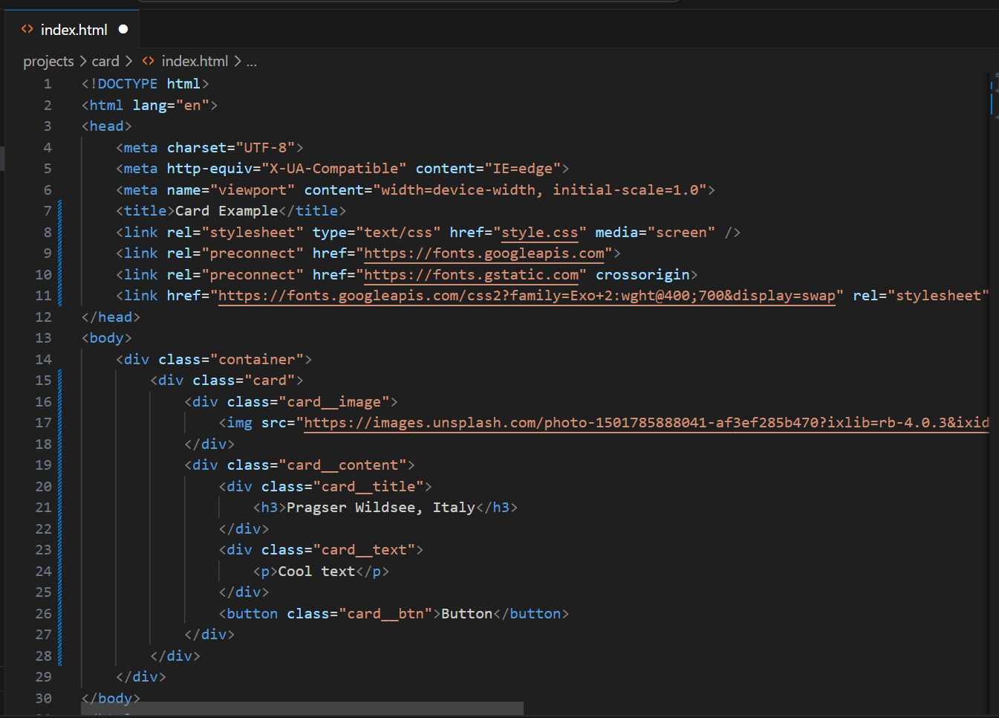 index.html
projects > card > index.html > ...
1 <!DOCTYPE html>
2 <html lang="en">
3 <head>
4 <meta charset="UTF-8">
5 <meta http-equiv="X-UA-Compatible" content="IE=edge">
6 <meta name="viewport" content="width=device-width, initial-scale=1.0">
7 <title>Card Example</title>
8 <link rel="stylesheet" type="text/css" href="style.css" media="screen" />
9 <link rel="preconnect" href="https://fonts.googleapis.com">
10 <link rel="preconnect" href="https://fonts.gstatic.com" crossorigin>
11 <link href="https://fonts.googleapis.com/css2?family=Exo+2:wght@400;700&display=swap" rel="stylesheet"
12 </head>
13 <body>
14 <div class="container">
15 <div class="card">
16 <div class="card__image">
17 <img src="https://images.unsplash.com/photo-1501785888041-af3ef285b470?ixlib=rb-4.0.3&ixid
18 </div>
19 <div class="card__content">
20 <div class="card__title">
21 <h3>Pragser Wildsee, Italy</h3>
22 </div>
23 <div class="card__text">
24 <p>Cool text</p>
25 </div>
26 <button class="card__btn">Button</button>
27 </div>
28 </div>
29 </div>
30 </body>